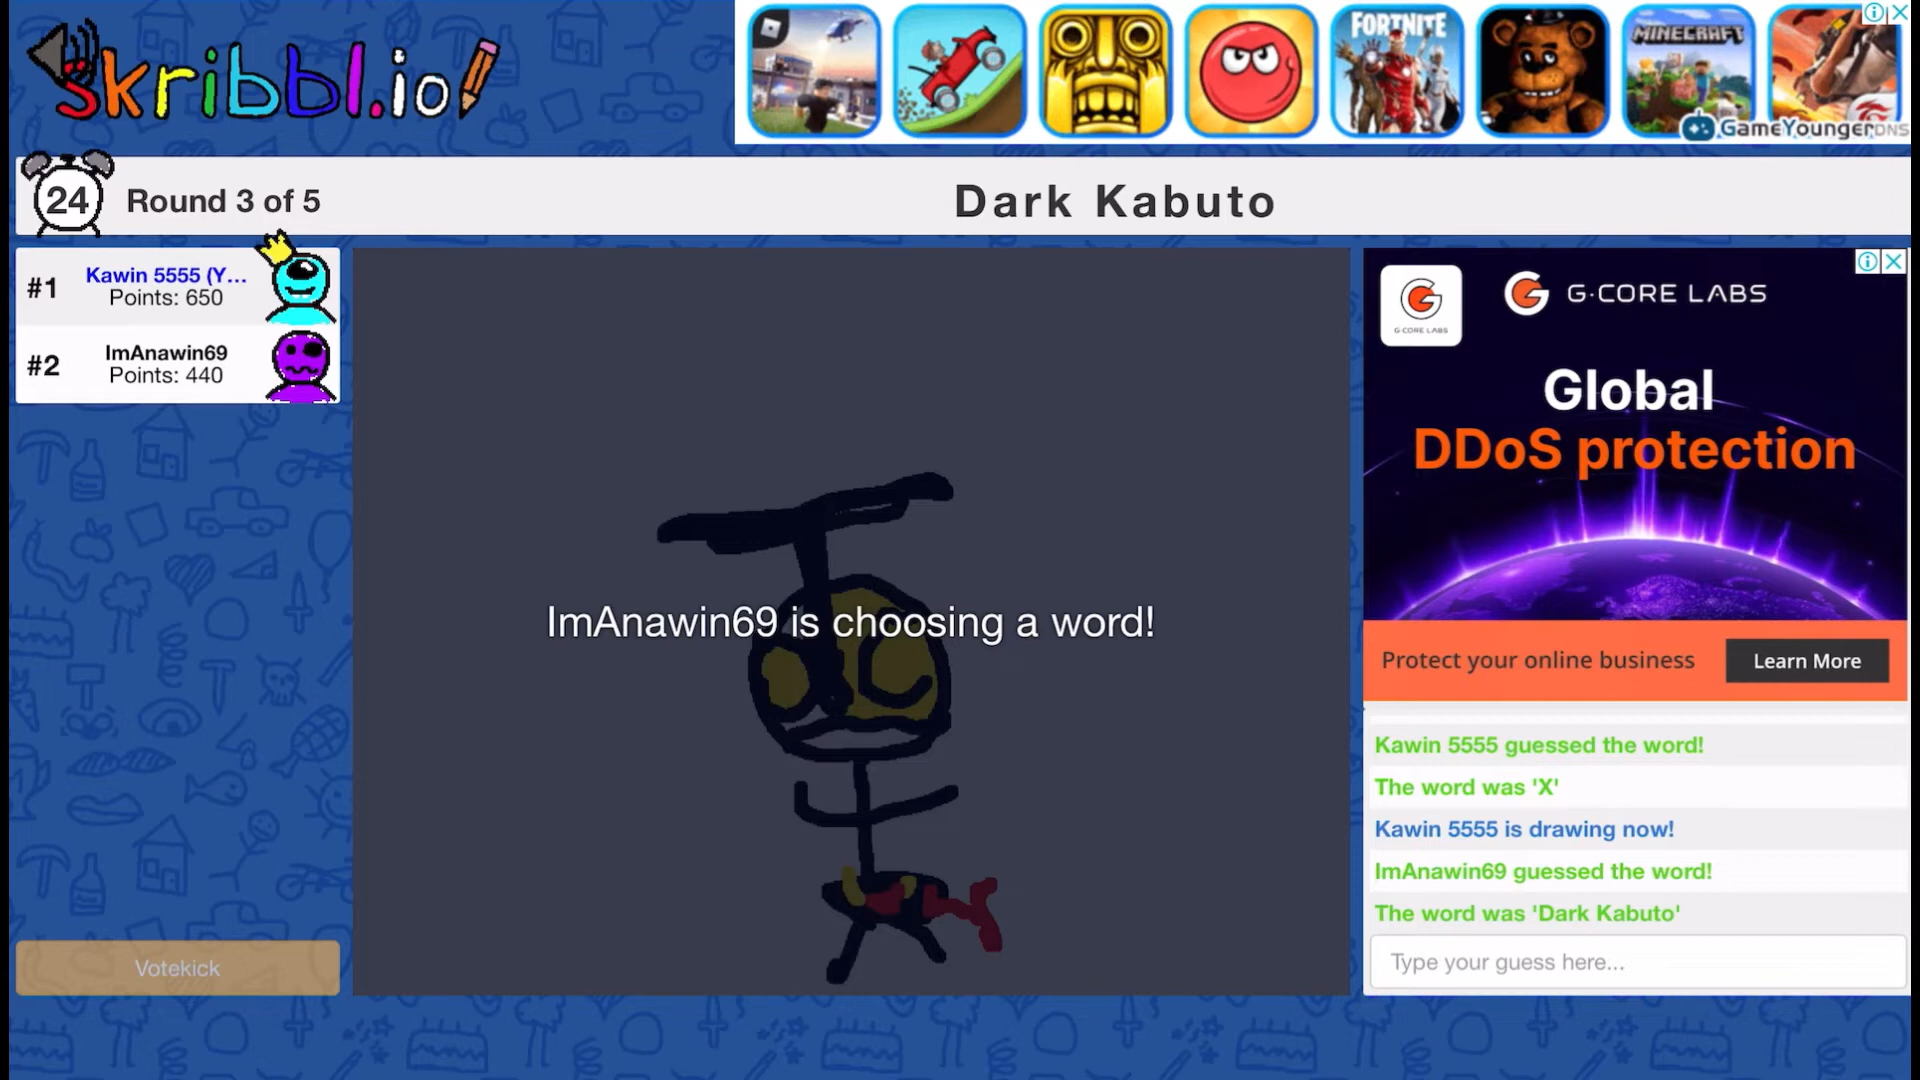 skribbl.io
FORTNITE
MINECRAFT
GameYoungerDNS
24
Round 3 of 5
Dark Kabuto
#1
Kawin 5555 (Y...
Points: 650
#2
ImAnawin69
Points: 440
ImAnawin69 is choosing a word!
G-CORE LABS
G·CORE LABS
Global
DDoS protection
Protect your online business
Learn More
Kawin 5555 guessed the word!
The word was 'X'
Kawin 5555 is drawing now!
ImAnawin69 guessed the word!
The word was 'Dark Kabuto'
Type your guess here...
Votekick